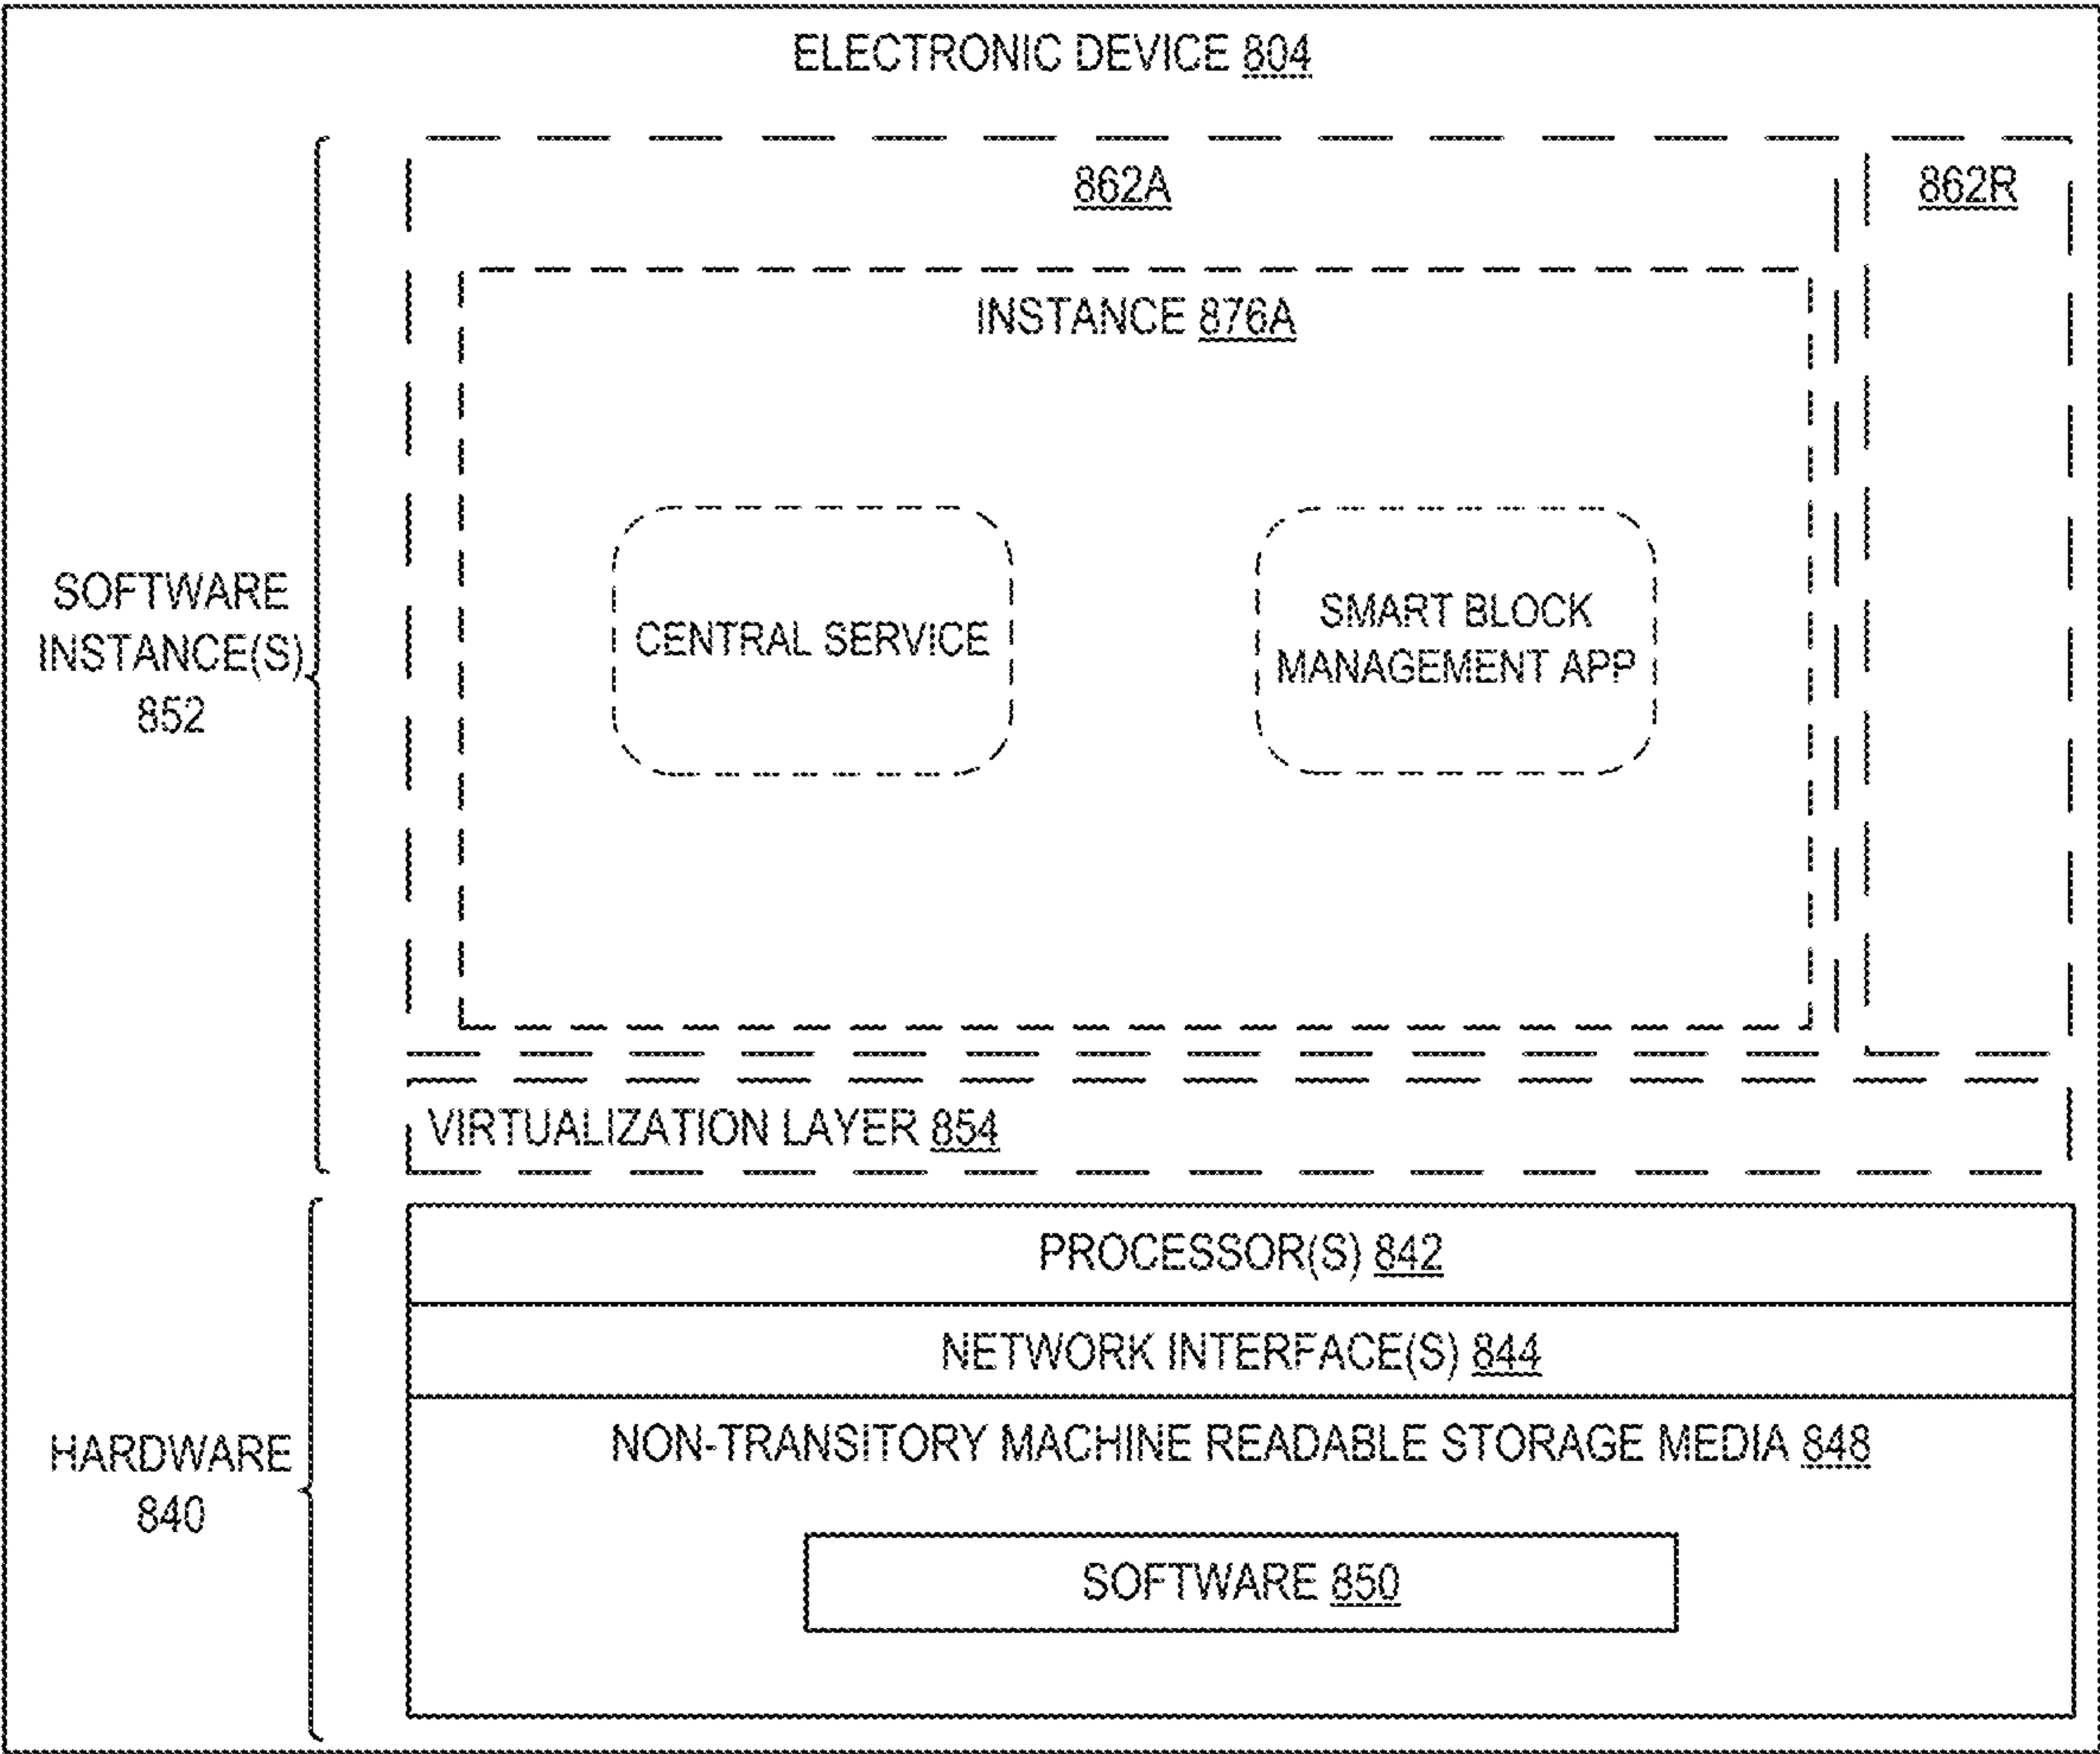 ELECTRONIC DEVICE 804
862A
862R
INSTANCE 876A
SOFTWARE
INSTANCE(S)
852
CENTRAL SERVICE
SMART BLOCK
MANAGEMENT APP
VIRTUALIZATION LAYER 854
HARDWARE
840
PROCESSOR(S) 842
NETWORK INTERFACE(S) 844
NON-TRANSITORY MACHINE READABLE STORAGE MEDIA 848
SOFTWARE 850